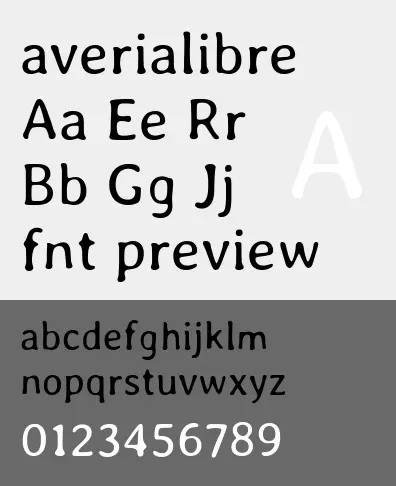 averialibre
Aa Ee Rr
A
Bb Gg Jj
fnt preview
abcdefghijklm
nopqrstuvwxyz
0123456789